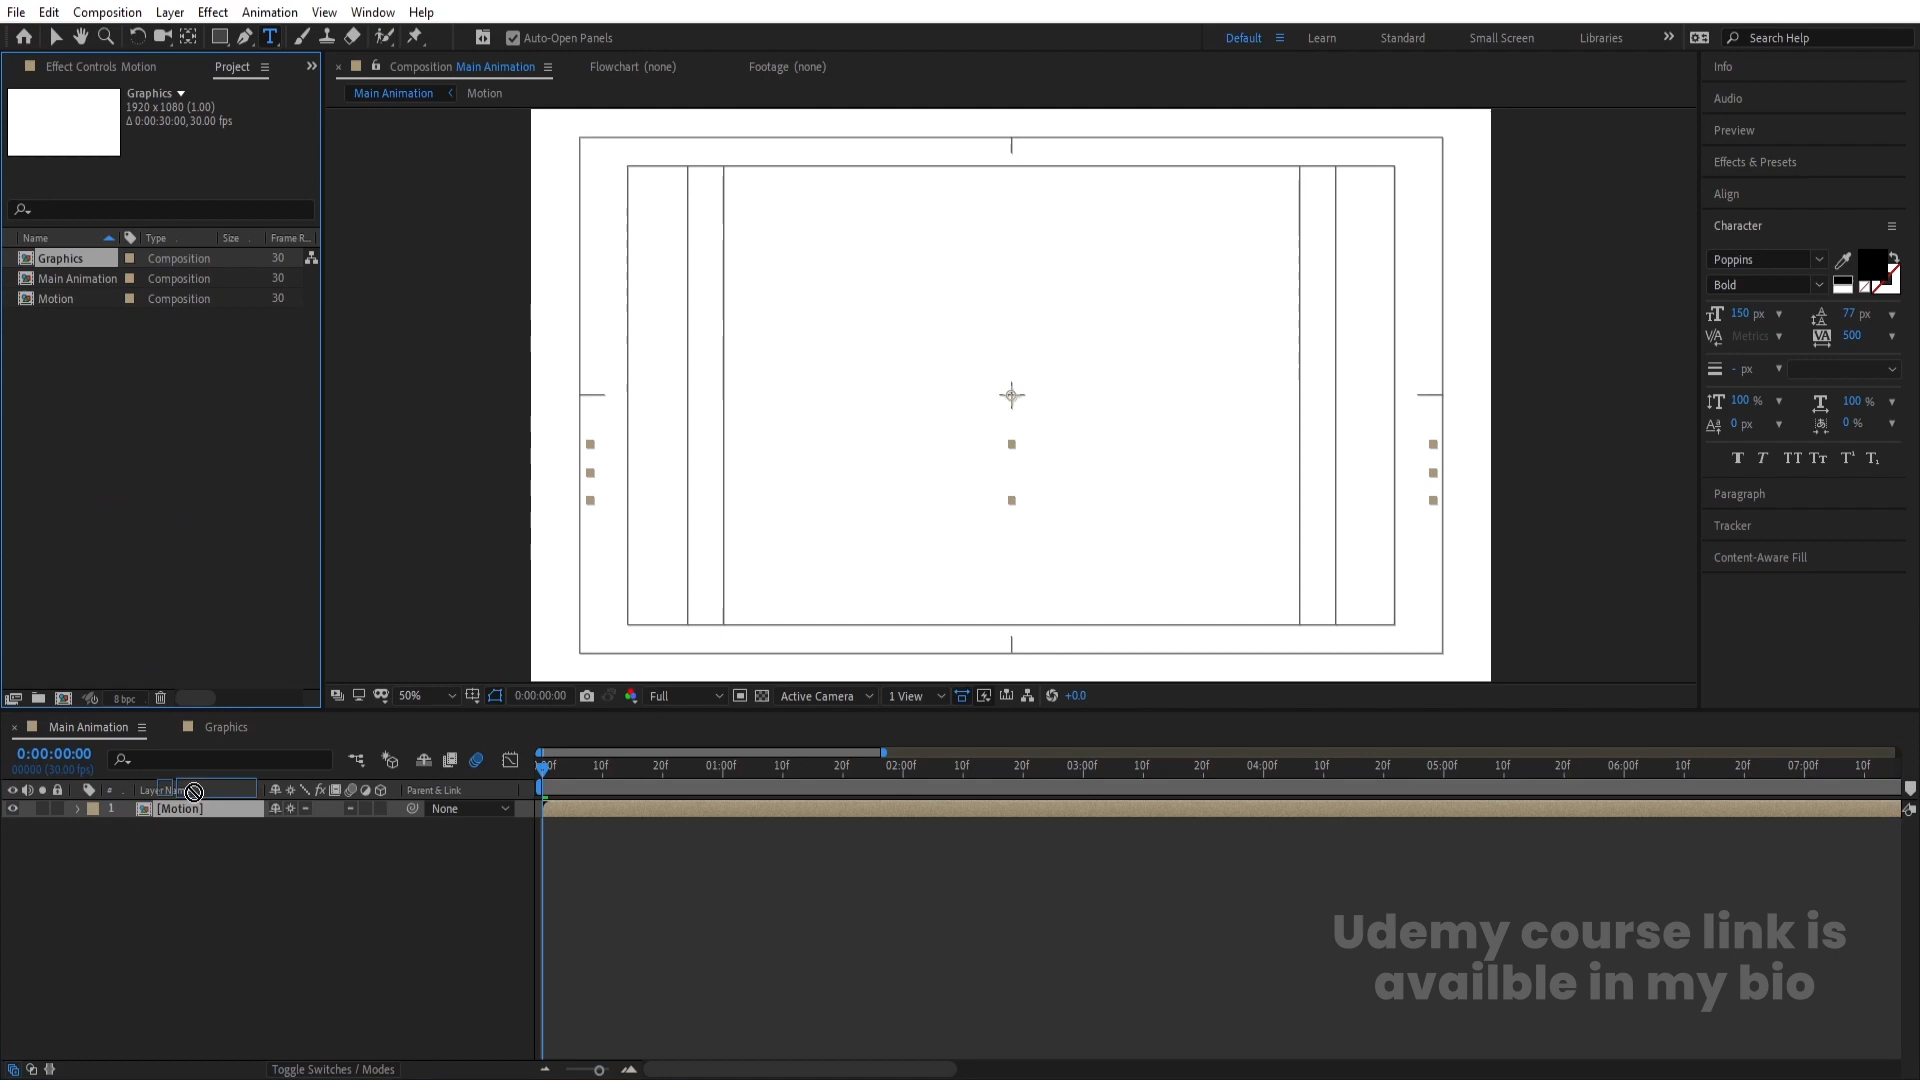 File Edit Composition Layer Effect Animation View Window Help
Auto-Open Panels
Default Learn Standard Small Screen Libraries Search Help
Effect Controls Motion Project
Composition Main Animation Flowchart (none) Footage (none)
Main Animation Motion
Graphics
1920 x 1080 (1.00)
Δ 0:00:30:00, 30.00 fps
Name Type Size Frame R...
Graphics Composition 30
Main Animation Composition 30
Motion Composition 30
8 bpc
50% 0:00:00:00 Full Active Camera 1 View +0.0
Info
Audio
Preview
Effects & Presets
Align
Character
Poppins
Bold
150 px 77 px
Metrics 500
- px
100 % 100 %
0 px 0 %
T T TT Tt T¹ T₁
Paragraph
Tracker
Content-Aware Fill
Main Animation Graphics
0:00:00:00
00000 (30.00 fps)
10f 20f 01:00f 10f 20f 02:00f 10f 20f 03:00f 10f 20f 04:00f 10f 20f 05:00f 10f 20f 06:00f 10f 20f 07:00f 10f
# Parent & Link
1 [Motion] None
Udemy course link is
availble in my bio
Toggle Switches / Modes